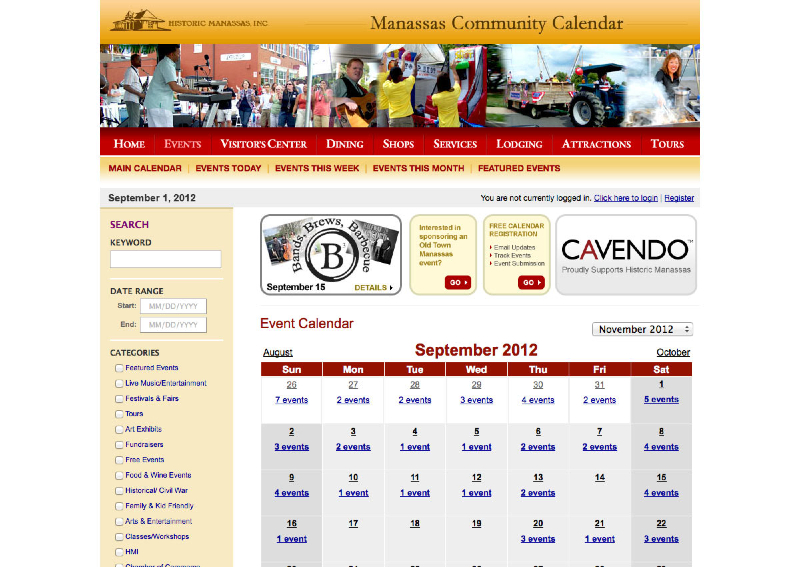 HISTORIC MANASSAS, INC.
Manassas Community Calendar
HOME EVENTS VISITOR'S CENTER DINING SHOPS SERVICES LODGING ATTRACTIONS TOURS
MAIN CALENDAR | EVENTS TODAY | EVENTS THIS WEEK | EVENTS THIS MONTH | FEATURED EVENTS
September 1, 2012
You are not currently logged in. Click here to login | Register
SEARCH
KEYWORD
DATE RANGE
Start: MM/DD/YYYY
End: MM/DD/YYYY
CATEGORIES
Featured Events
Live Music/Entertainment
Festivals & Fairs
Tours
Art Exhibits
Fundraisers
Free Events
Food & Wine Events
Historical/ Civil War
Family & Kid Friendly
Arts & Entertainment
Classes/Workshops
HMI
Chamber of Commerce
Bands, Brews, Barbecue
B3
September 15
DETAILS
Interested in
sponsoring an
Old Town
Manassas
event?
GO
FREE CALENDAR
REGISTRATION
Email Updates
Track Events
Event Submission
GO
CAVENDO™
Proudly Supports Historic Manassas
Event Calendar
November 2012
August September 2012 October
Sun Mon Tue Wed Thu Fri Sat
26 27 28 29 30 31 1
7 events 2 events 2 events 3 events 4 events 2 events 5 events
2 3 4 5 6 7 8
3 events 2 events 1 event 1 event 2 events 2 events 4 events
9 10 11 12 13 14 15
4 events 1 event 1 event 1 event 2 events 4 events
16 17 18 19 20 21 22
1 event 3 events 1 event 3 events